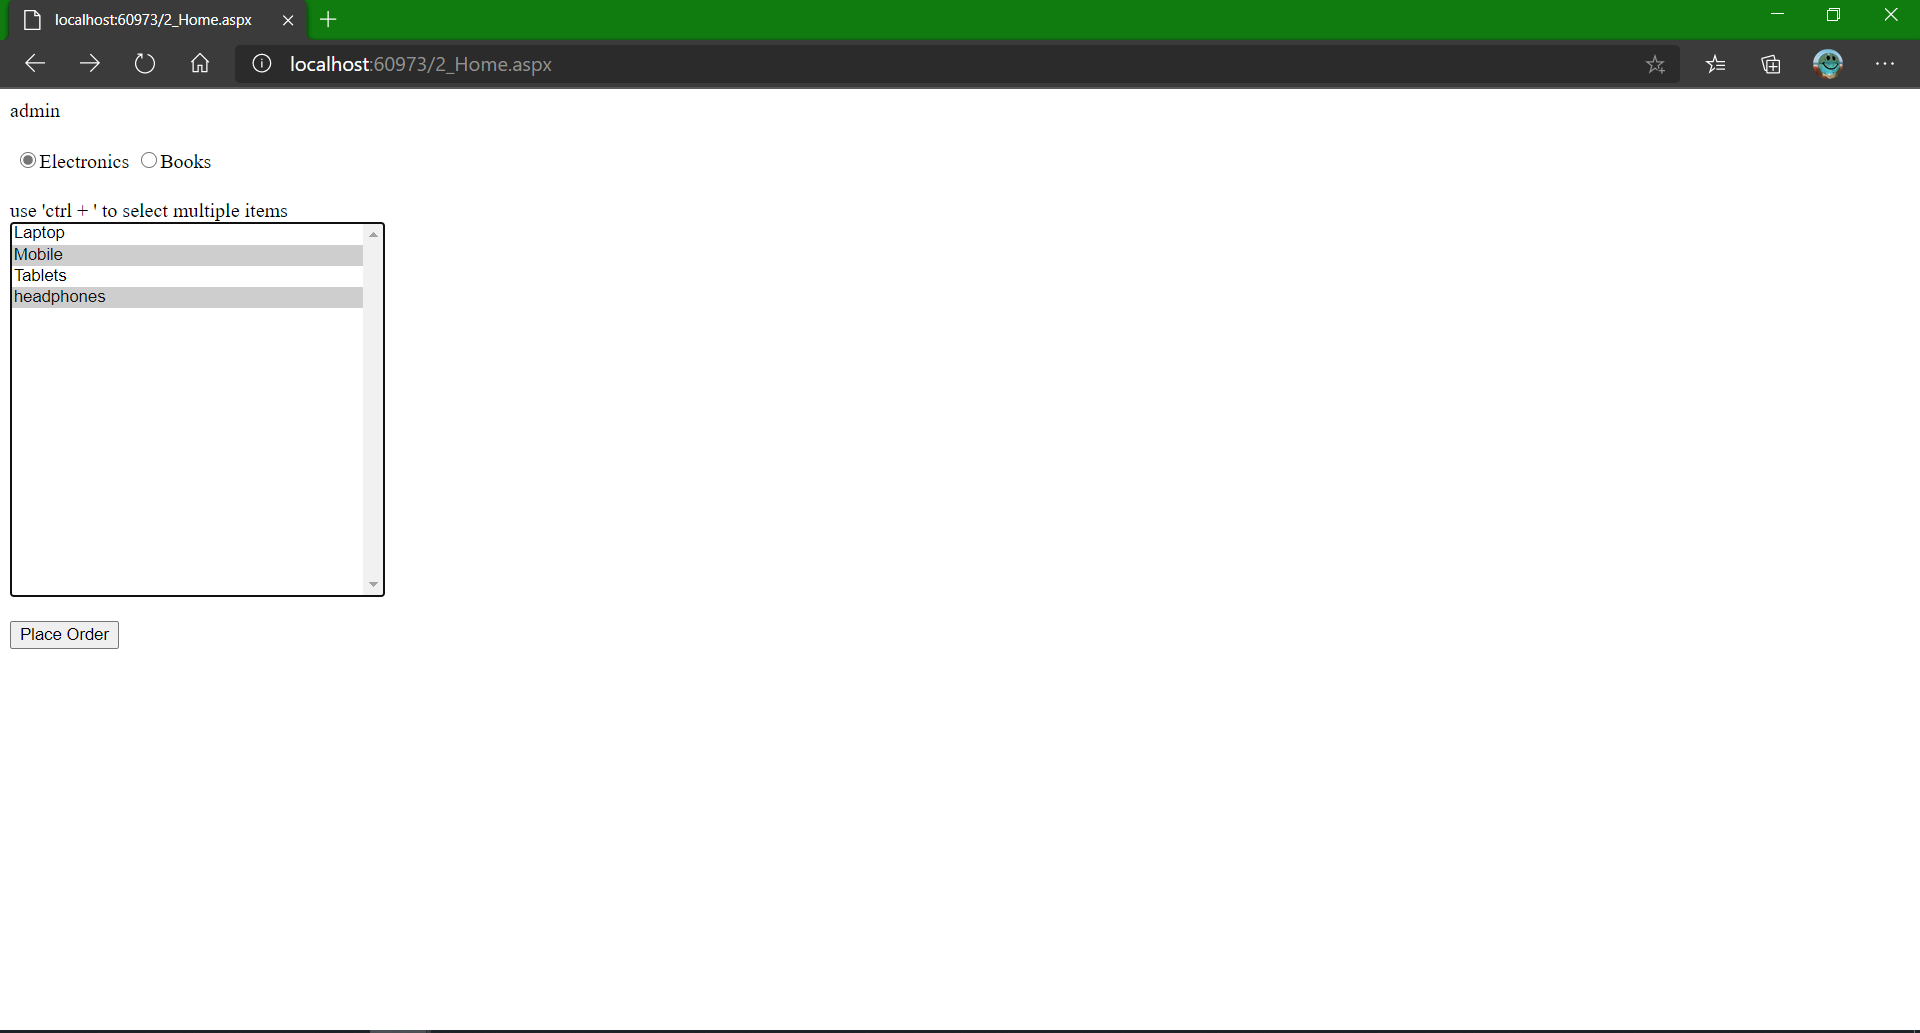 localhost:60973/2_Home.aspx
localhost:60973/2_Home.aspx
admin
Electronics Books
use 'ctrl + ' to select multiple items
Laptop
Mobile
Tablets
headphones
Place Order